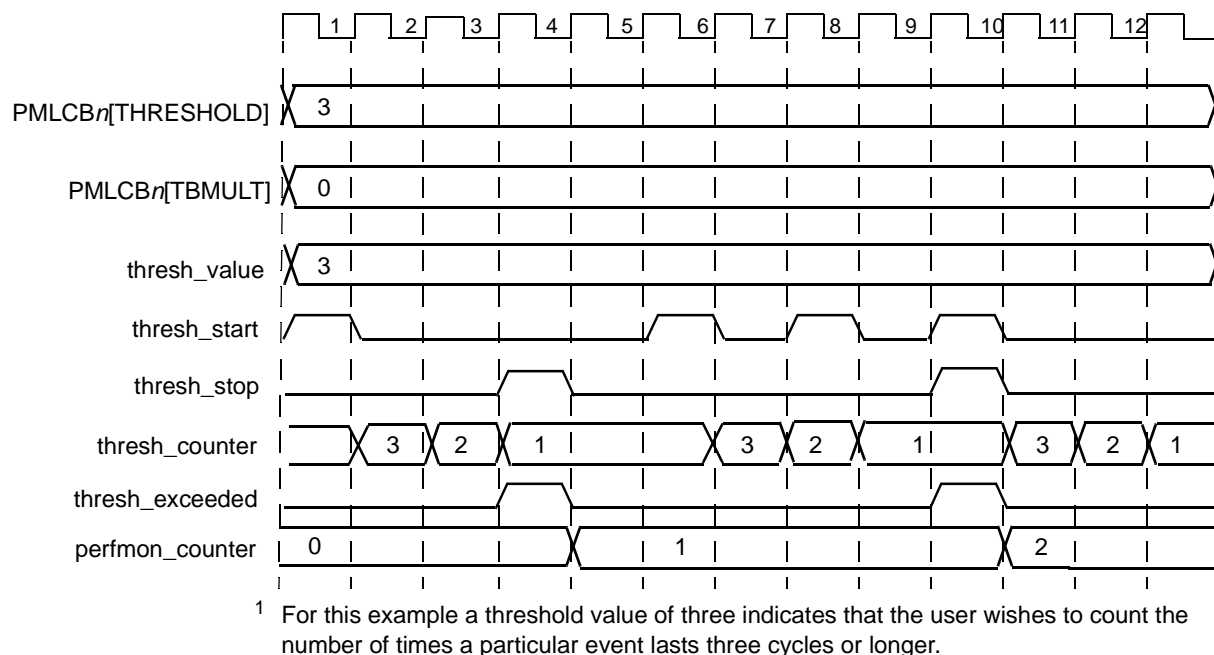 1 2 3 4 5 6 7 8 9 10 11 12
PMLCBn[THRESHOLD] 3
PMLCBn[TBMULT] 0
thresh_value 3
thresh_start
thresh_stop
thresh_counter 3 2 1 3 2 1 3 2 1
thresh_exceeded
perfmon_counter 0 1 2
1 For this example a threshold value of three indicates that the user wishes to count the
number of times a particular event lasts three cycles or longer.